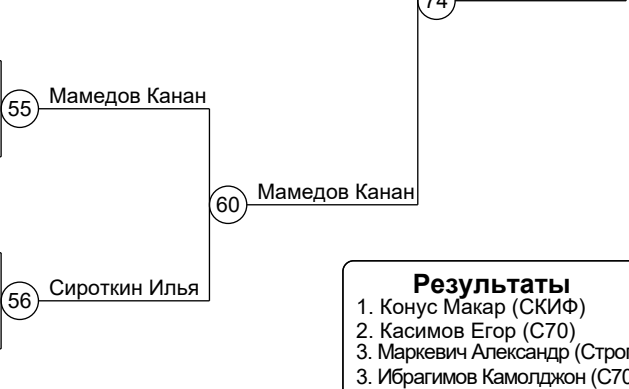 74
Мамедов Канан
55
Мамедов Канан
60
Сироткин Илья
56
Результаты
1. Конус Макар (СКИФ)
2. Касимов Егор (С70)
3. Маркевич Александр
3. Ибрагимов Камолджон (С70